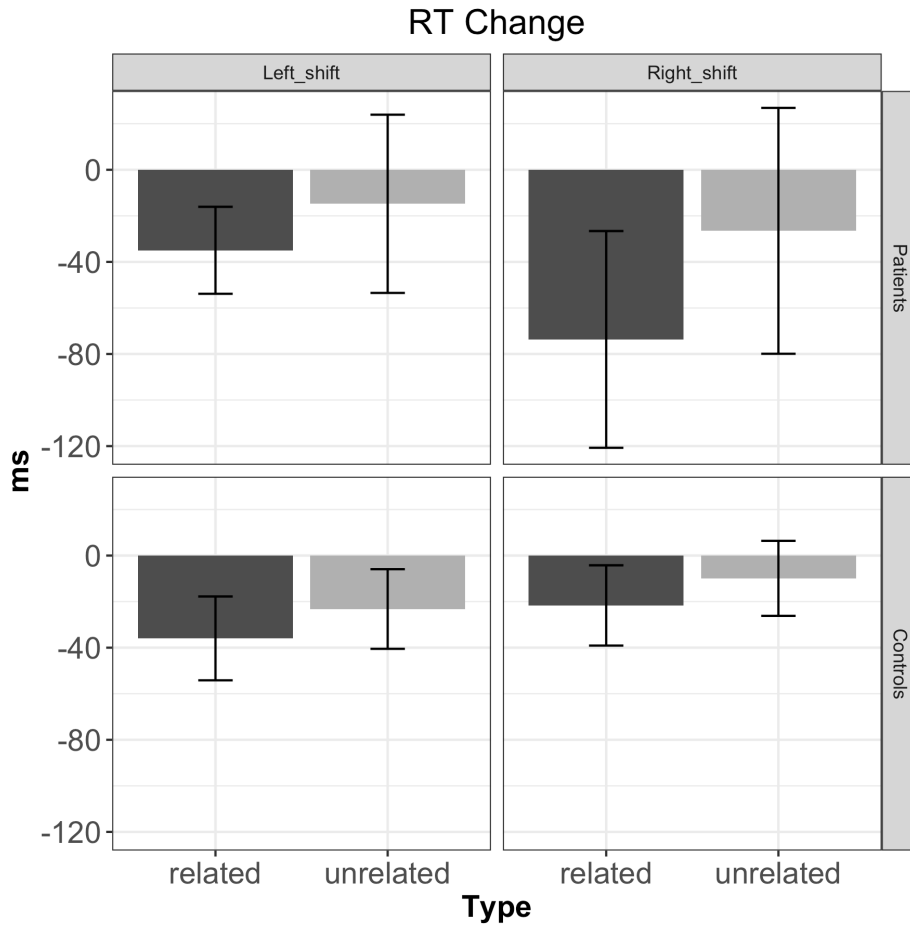 RT Change
Left_shift
Right_shift
0
-40
-80
-120
Patients
ms
0
-40
-80
-120
Controls
related
unrelated
related
unrelated
Type